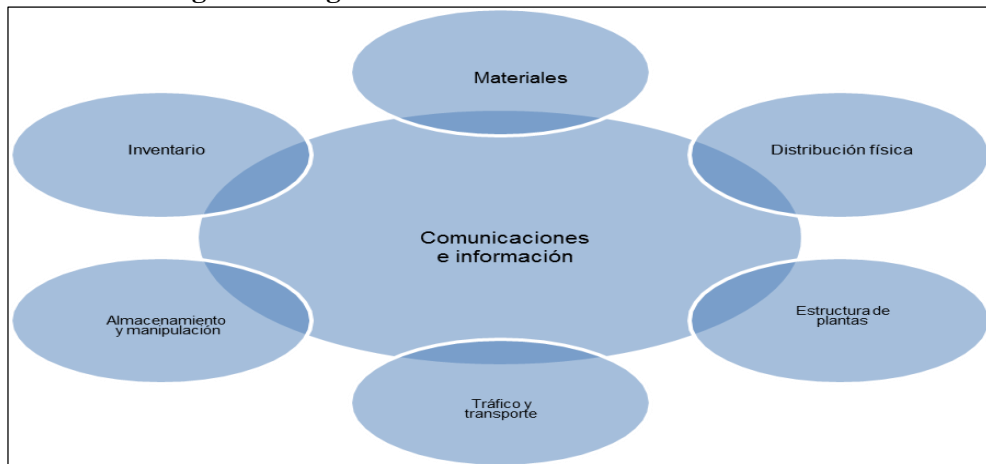 Materiales
Inventario
Distribución física
Comunicaciones
e información
Almacenamiento
y manipulación
Estructura de
plantas
Tráfico y
transporte